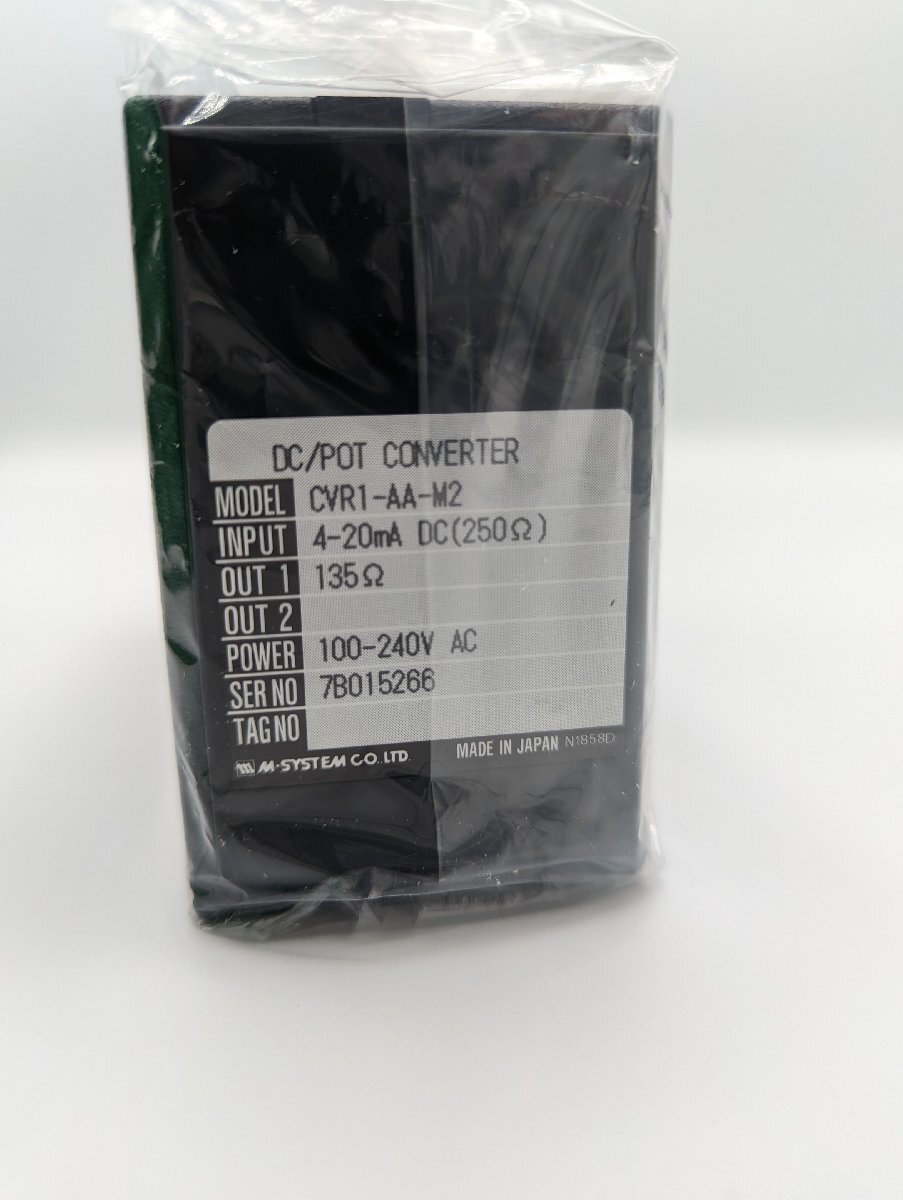 DC/POT CONVERTER
MODEL CVR1-AA-M2
INPUT 4-20mA DC(250Ω)
OUT 1 135Ω
OUT 2
POWER 100-240V AC
SER NO 7B015266
TAG NO
M-SYSTEM CO.,LTD. MADE IN JAPAN N1858D